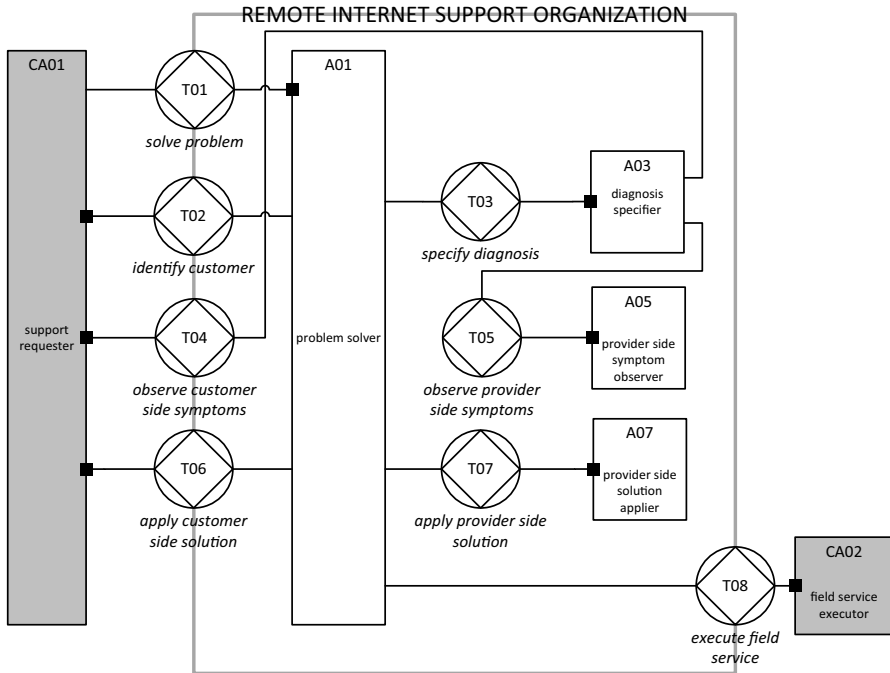 REMOTE INTERNET SUPPORT ORGANIZATION
CA01
support
requester
T01
solve problem
T02
identify customer
T04
observe customer
side symptoms
T06
apply customer
side solution
A01
problem solver
T03
specify diagnosis
A03
diagnosis
specifier
T05
observe provider
side symptoms
A05
provider side
symptom
observer
T07
apply provider side
solution
A07
provider side
solution
applier
T08
execute field
service
CA02
field service
executor